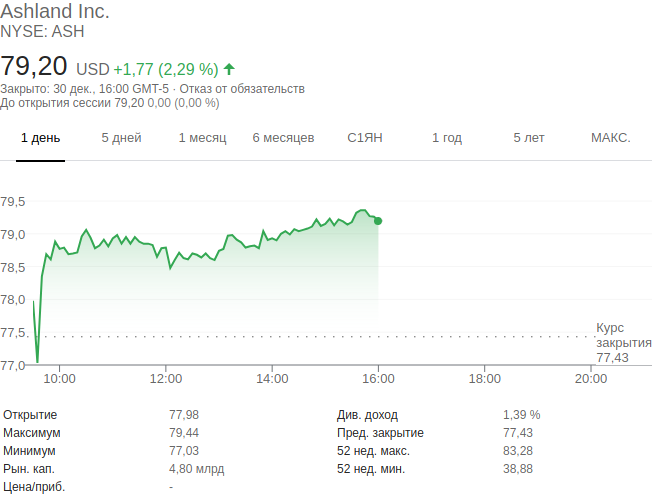 Ashland Inc.
NYSE: ASH
79,20 USD +1,77 (2,29 %)
Закрыто: 30 дек., 16:00 GMT-5 · Отказ от обязательств
До открытия сессии 79,20 0,00 (0,00 %)
1 день 5 дней 1 месяц 6 месяцев С1ЯН 1 год 5 лет МАКС.
79,5
79,0
78,5
78,0
77,5
77,0
Курс
закрытия
77,43
10:00 12:00 14:00 16:00 18:00 20:00
Открытие 77,98 Див. доход 1,39 %
Максимум 79,44 Пред. закрытие 77,43
Минимум 77,03 52 нед. макс. 83,28
Рын. кап. 4,80 млрд 52 нед. мин. 38,88
Цена/приб. -